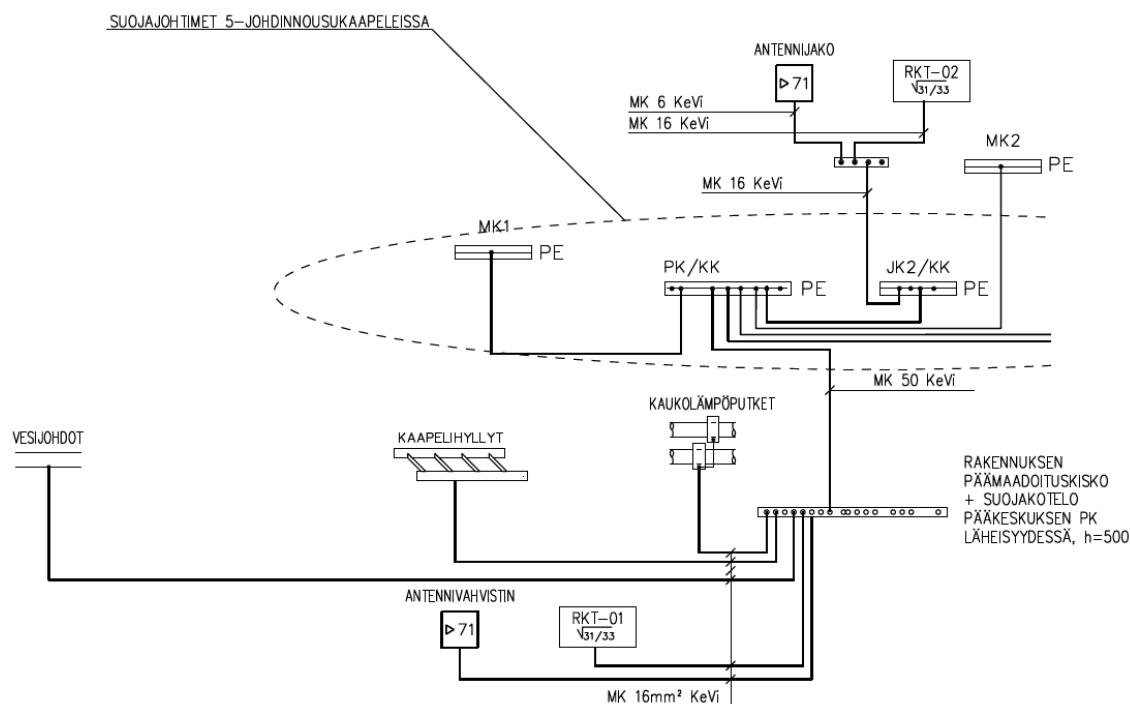 SUOJAJOHTIMET 5-JOHDINNOUSUKAAPELEISSA
ANTENNIJAKO
71
RKT-02
31/33
MK 6 KeVi
MK 16 KeVi
MK2
PE
MK 16 KeVi
MK1
PE
PK/KK
PE
JK2/KK
PE
MK 50 KeVi
KAUKOLÄMPÖPUTKET
VESIJOHDOT
KAAPELIHYLLYT
RAKENNUKSEN
PÄÄMAADOITUSKISKO
+ SUOJAKOTELO
PÄÄKESKUKSEN PK
LÄHEISYYDESSÄ, h=500
ANTENNIVAHVISTIN
71
RKT-01
31/33
MK 16mm² KeVi